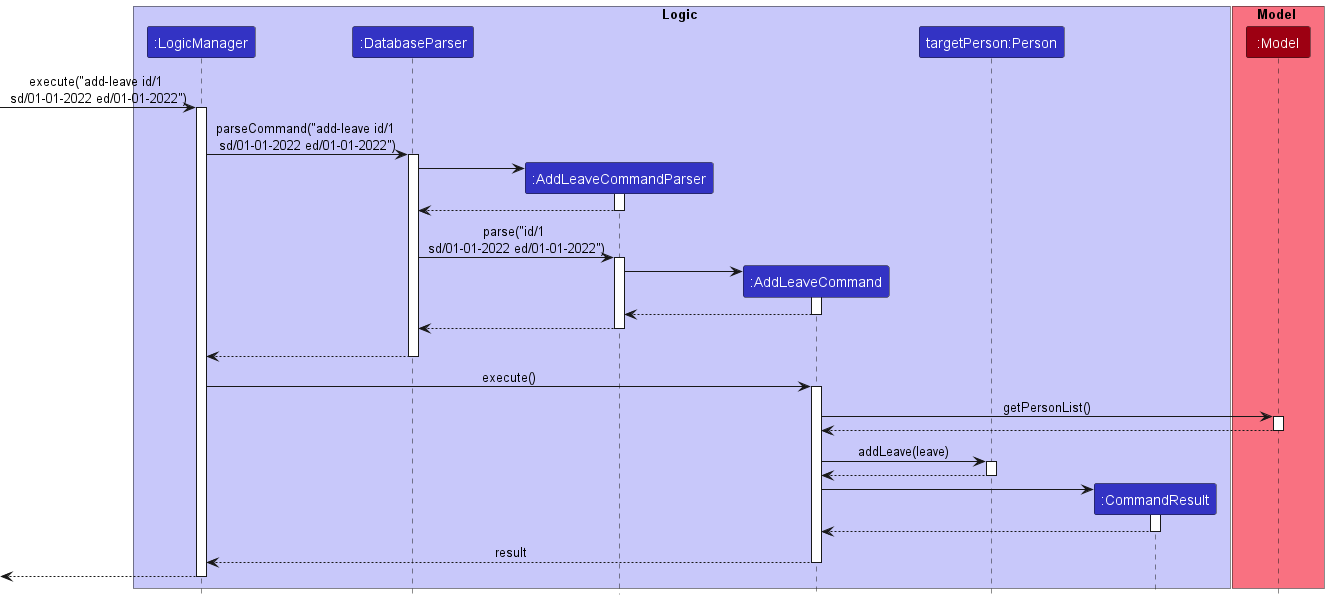 Logic
Model
:LogicManager
:DatabaseParser
targetPerson:Person
:Model
execute("add-leave id/1
sd/01-01-2022 ed/01-01-2022")
parseCommand("add-leave id/1
sd/01-01-2022 ed/01-01-2022")
:AddLeaveCommandParser
parse("id/1
sd/01-01-2022 ed/01-01-2022")
:AddLeaveCommand
execute()
getPersonList()
addLeave(leave)
:CommandResult
result